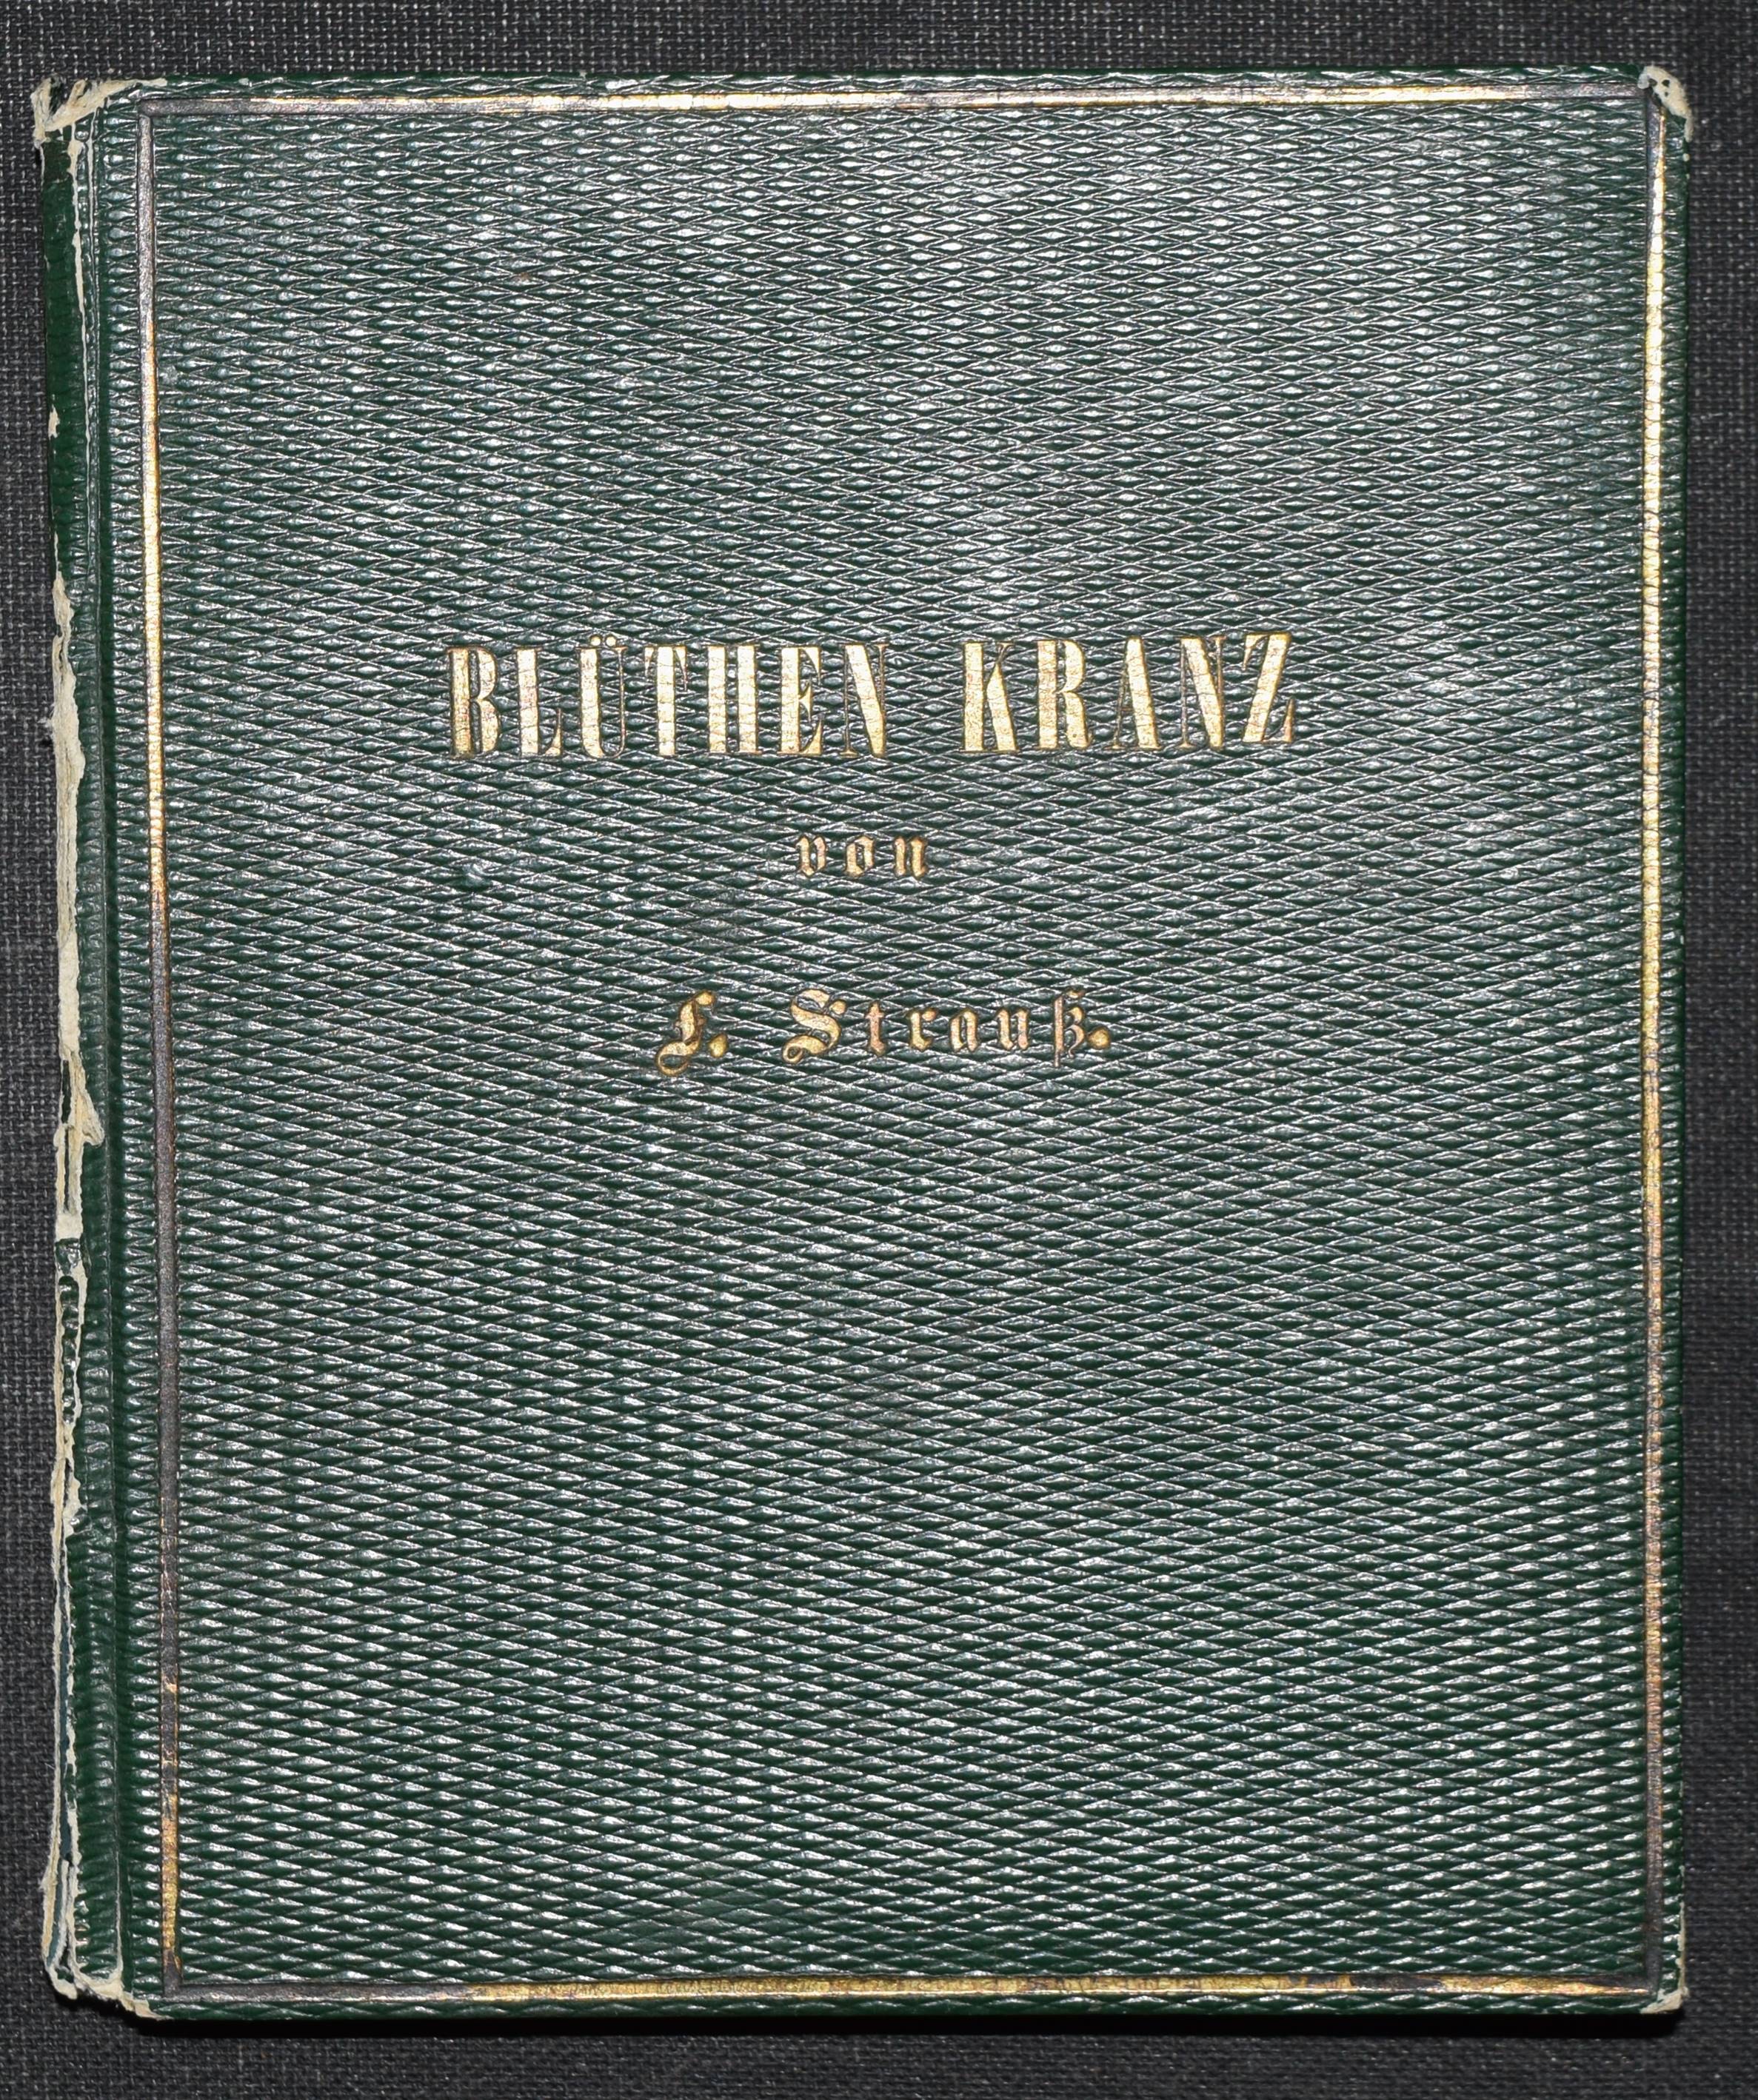 BLÜTHEN KRANZ
von
F. Strauß.